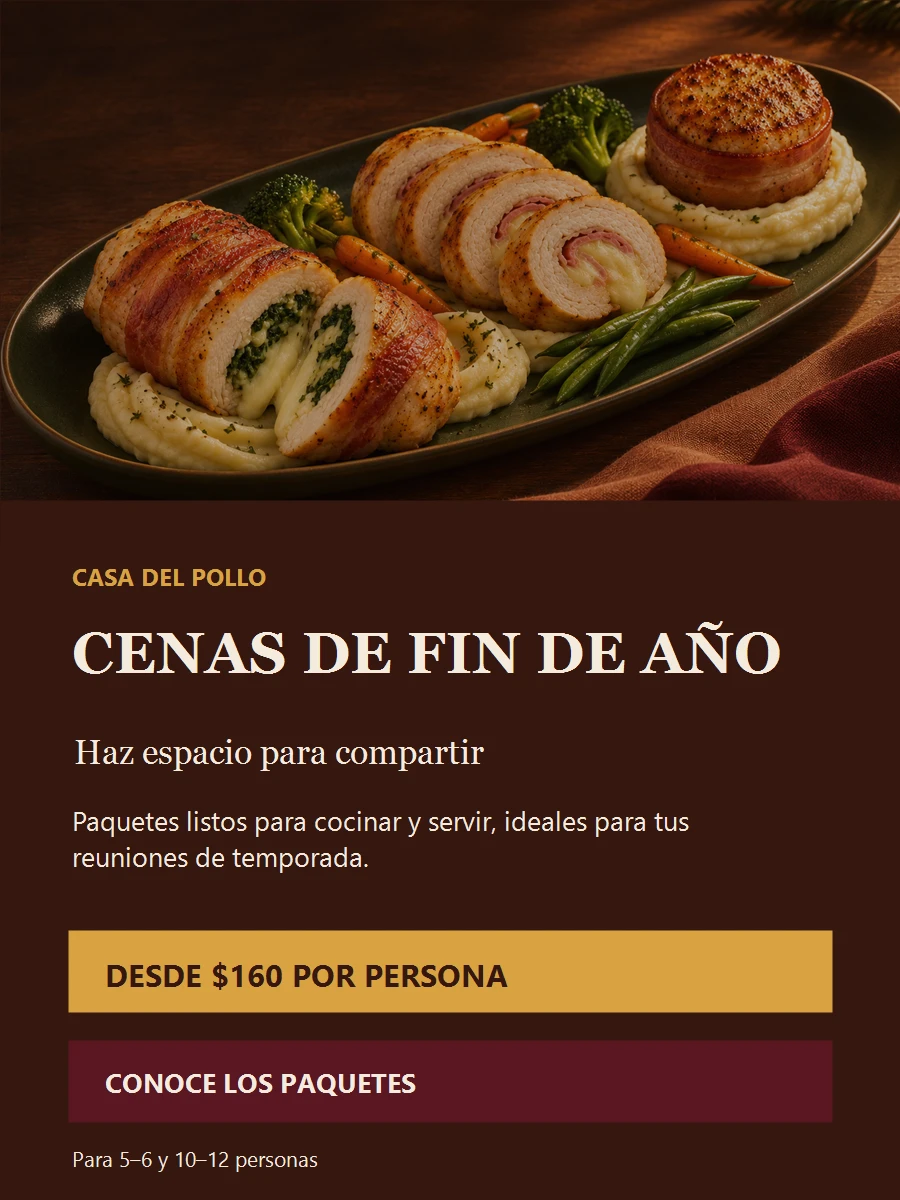 CASA DEL POLLO
CENAS DE FIN DE AÑO
Haz espacio para compartir
Paquetes listos para cocinar y servir, ideales para tus
reuniones de temporada.
DESDE $160 POR PERSONA
CONOCE LOS PAQUETES
Para 5–6 y 10–12 personas